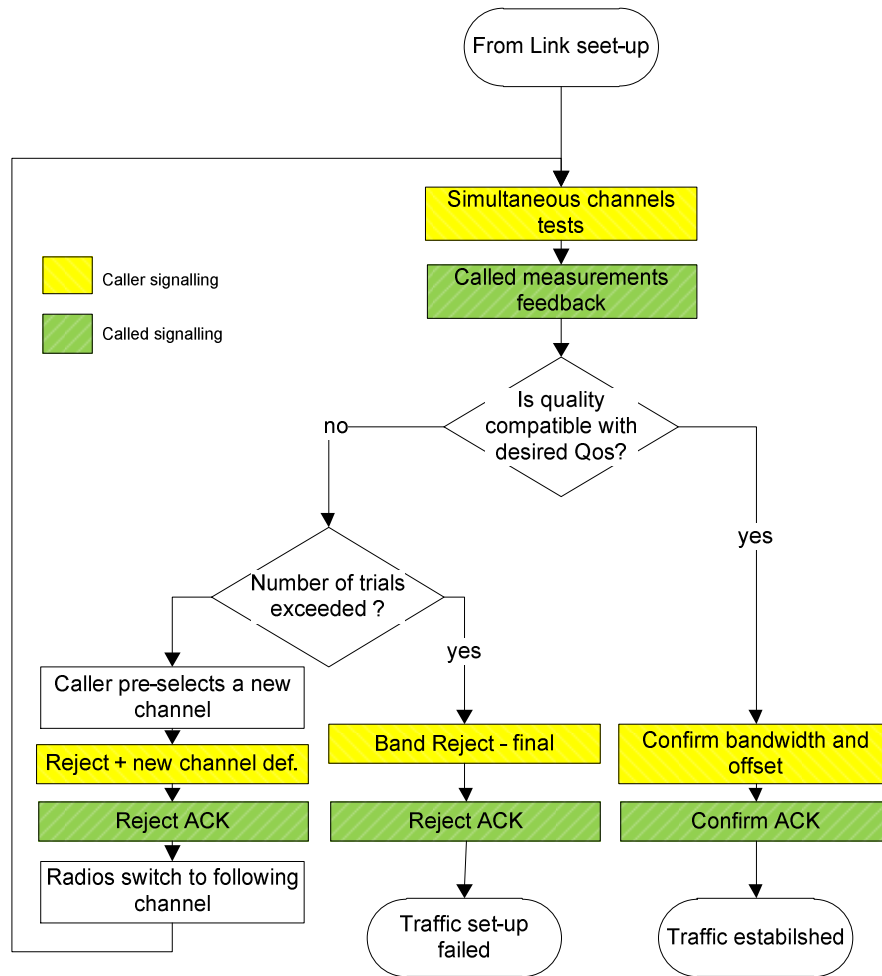 From Link seet-up
Simultaneous channels
tests
Called measurements
feedback
Caller signalling
Called signalling
Is quality
compatible with
desired Qos?
no
yes
Number of trials
exceeded ?
yes
Caller pre-selects a new
channel
Reject + new channel def.
Reject ACK
Radios switch to following
channel
Band Reject - final
Reject ACK
Traffic set-up
failed
Confirm bandwidth and
offset
Confirm ACK
Traffic estabilshed